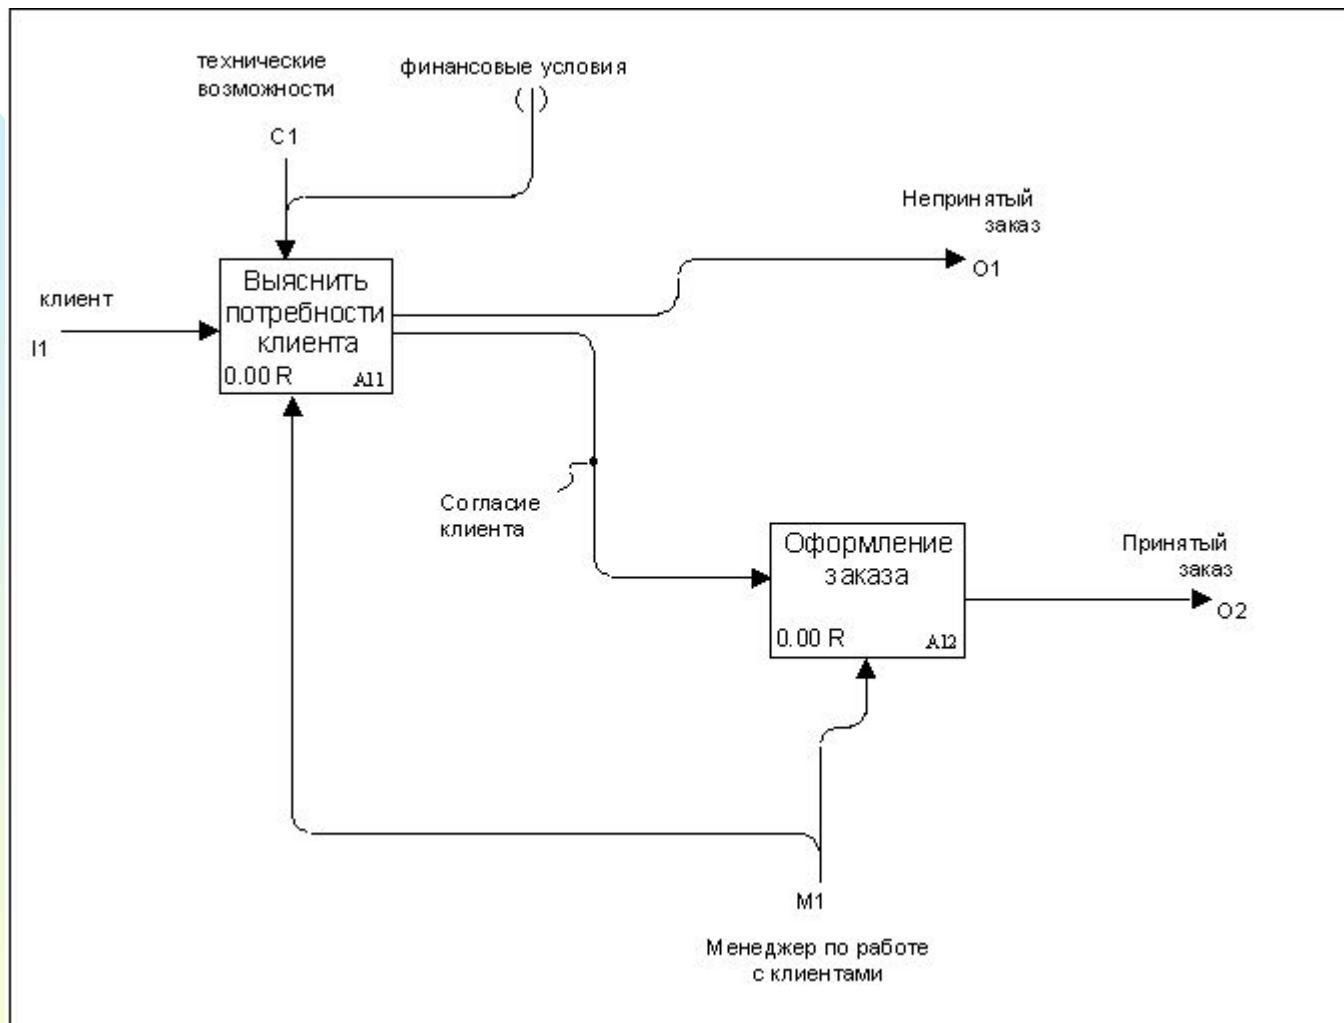 технические
возможности
финансовые условия
C1
( )
Непринятый
заказ
O1
клиент
I1
Выяснить
потребности
клиента
0.00 R
A11
Согласие
клиента
Оформление
заказа
0.00 R
A12
Принятый
заказ
O2
M1
Менеджер по работе
с клиентами